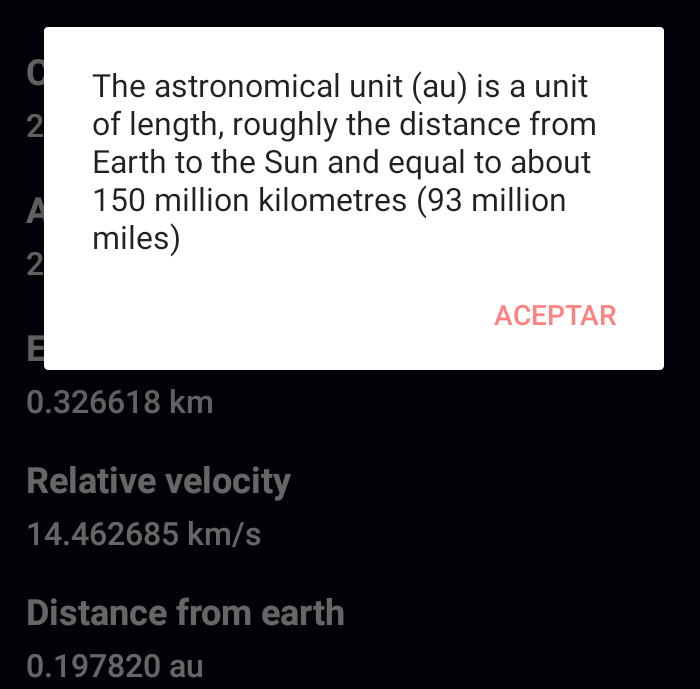 The astronomical unit (au) is a unit
of length, roughly the distance from
Earth to the Sun and equal to about
150 million kilometres (93 million
miles)
ACEPTAR
0.326618 km
Relative velocity
14.462685 km/s
Distance from earth
0.197820 au